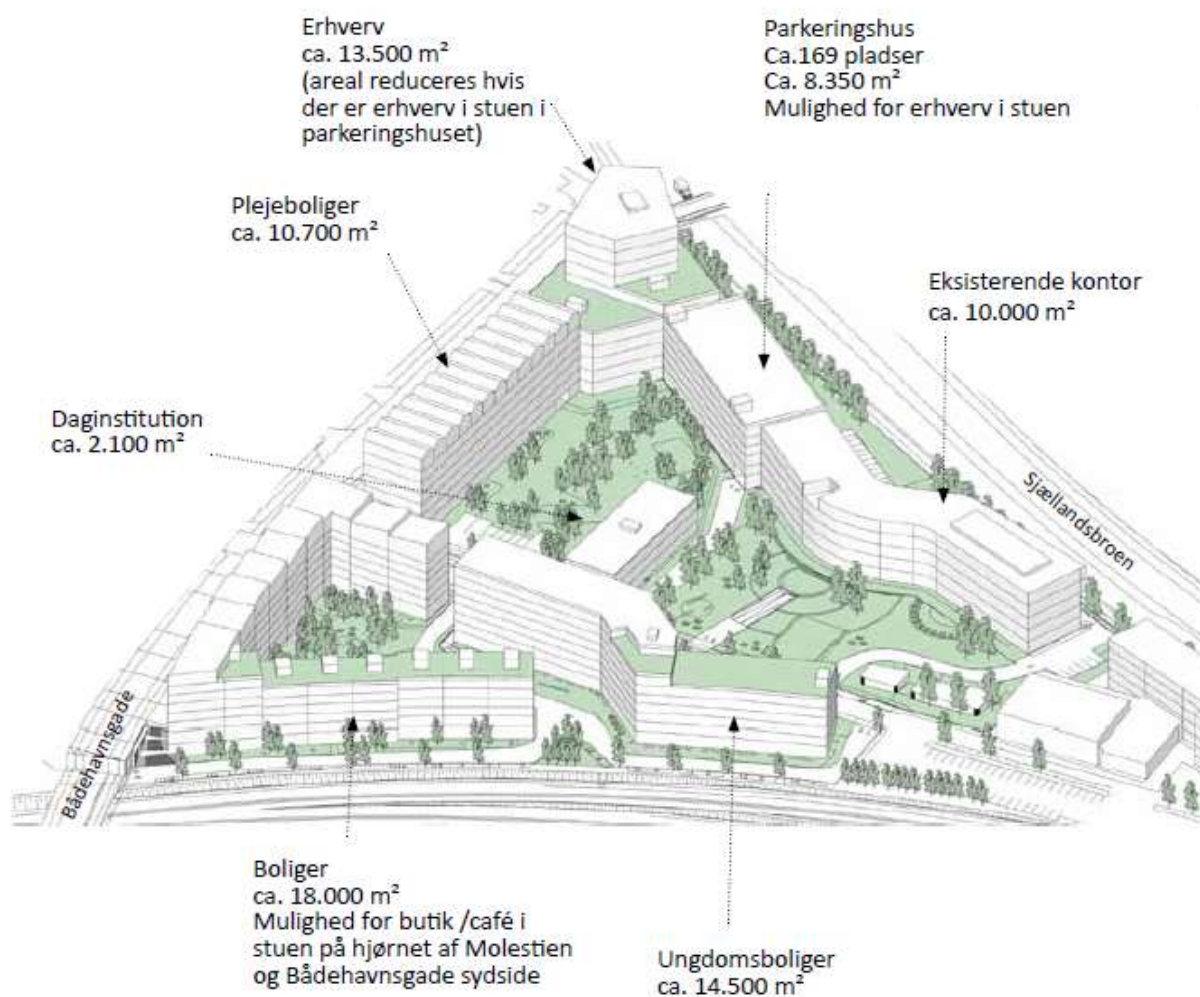 Erhverv
ca. 13.500 m²
(areal reduceres hvis
der er erhverv i stuen i
parkeringshuset)
Parkeringshus
Ca.169 pladser
Ca. 8.350 m²
Mulighed for erhverv i stuen
Plejeboliger
ca. 10.700 m²
Eksisterende kontor
ca. 10.000 m²
Daginstitution
ca. 2.100 m²
Sjællandsbroen
Bådehavnsgade
Boliger
ca. 18.000 m²
Mulighed for butik /café i
stuen på hjørnet af Molestien
og Bådehavnsgade sydside
Ungdomsboliger
ca. 14.500 m²